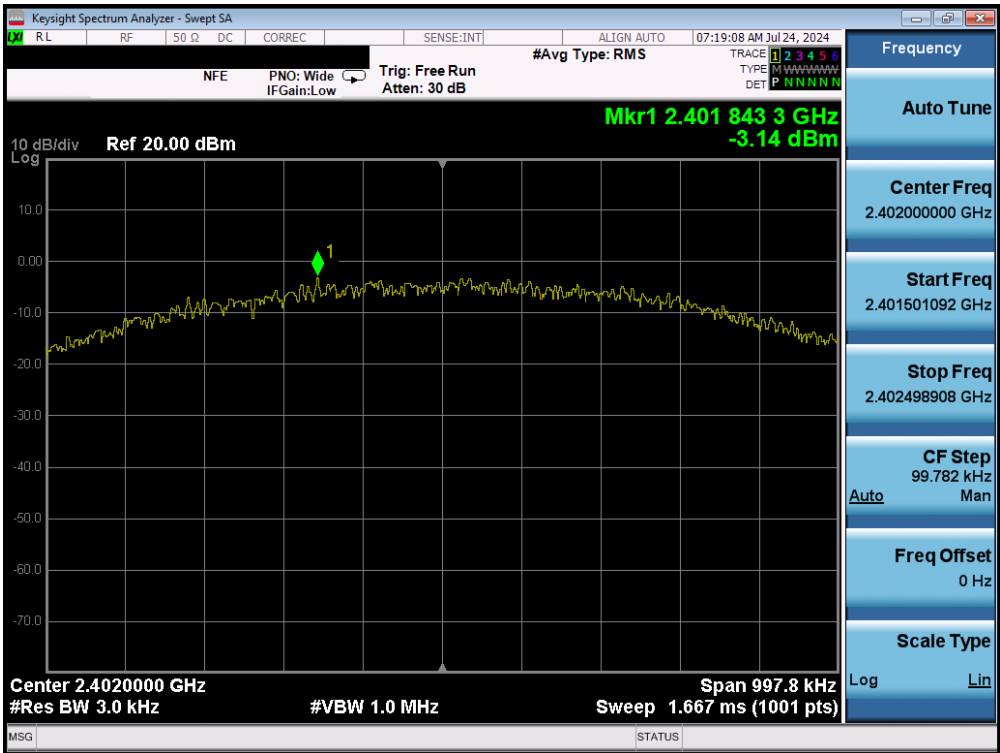 Keysight Spectrum Analyzer - Swept SA
LXI RL RF 50 Ω DC CORREC SENSE:INT ALIGN AUTO 07:19:08 AM Jul 24, 2024
NFE PNO: Wide Trig: Free Run #Avg Type: RMS TRACE 1 2 3 4 5 6
IFGain:Low Atten: 30 dB TYPE M W W W W W
DET P N N N N N
Mkr1 2.401 843 3 GHz
-3.14 dBm
10 dB/div Ref 20.00 dBm
Log
1
10.0
0.00
-10.0
-20.0
-30.0
-40.0
-50.0
-60.0
-70.0
Center 2.4020000 GHz Span 997.8 kHz
#Res BW 3.0 kHz #VBW 1.0 MHz Sweep 1.667 ms (1001 pts)
MSG STATUS
Frequency
Auto Tune
Center Freq
2.402000000 GHz
Start Freq
2.401501092 GHz
Stop Freq
2.402498908 GHz
CF Step
99.782 kHz
Auto Man
Freq Offset
0 Hz
Scale Type
Log Lin